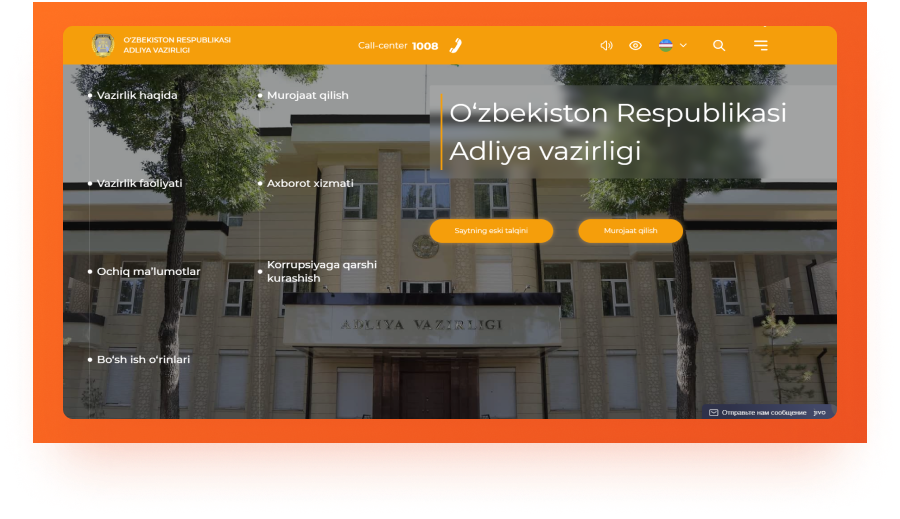 O‘ZBEKISTON RESPUBLIKASI
ADLIYA VAZIRLIGI
Call-center 1008
Vazirlik haqida
Murojaat qilish
O‘zbekiston Respublikasi
Adliya vazirligi
Vazirlik faoliyati
Axborot xizmati
Saytning eski talqini
Murojaat qilish
Ochiq ma’lumotlar
Korrupsiyaga qarshi
kurashish
ADLIYA VAZIRLIGI
Bo‘sh ish o‘rinlari
Отправьте нам сообщение jivo